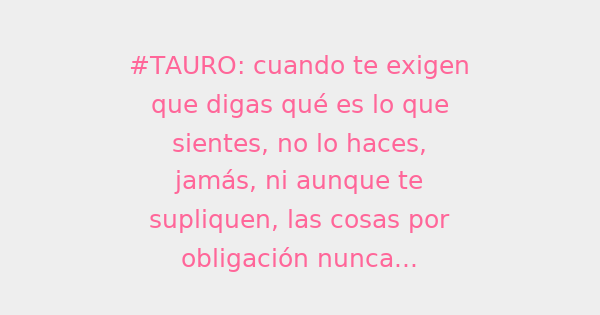 #TAURO: cuando te exigen
que digas qué es lo que
sientes, no lo haces,
jamás, ni aunque te
supliquen, las cosas por
obligación nunca...